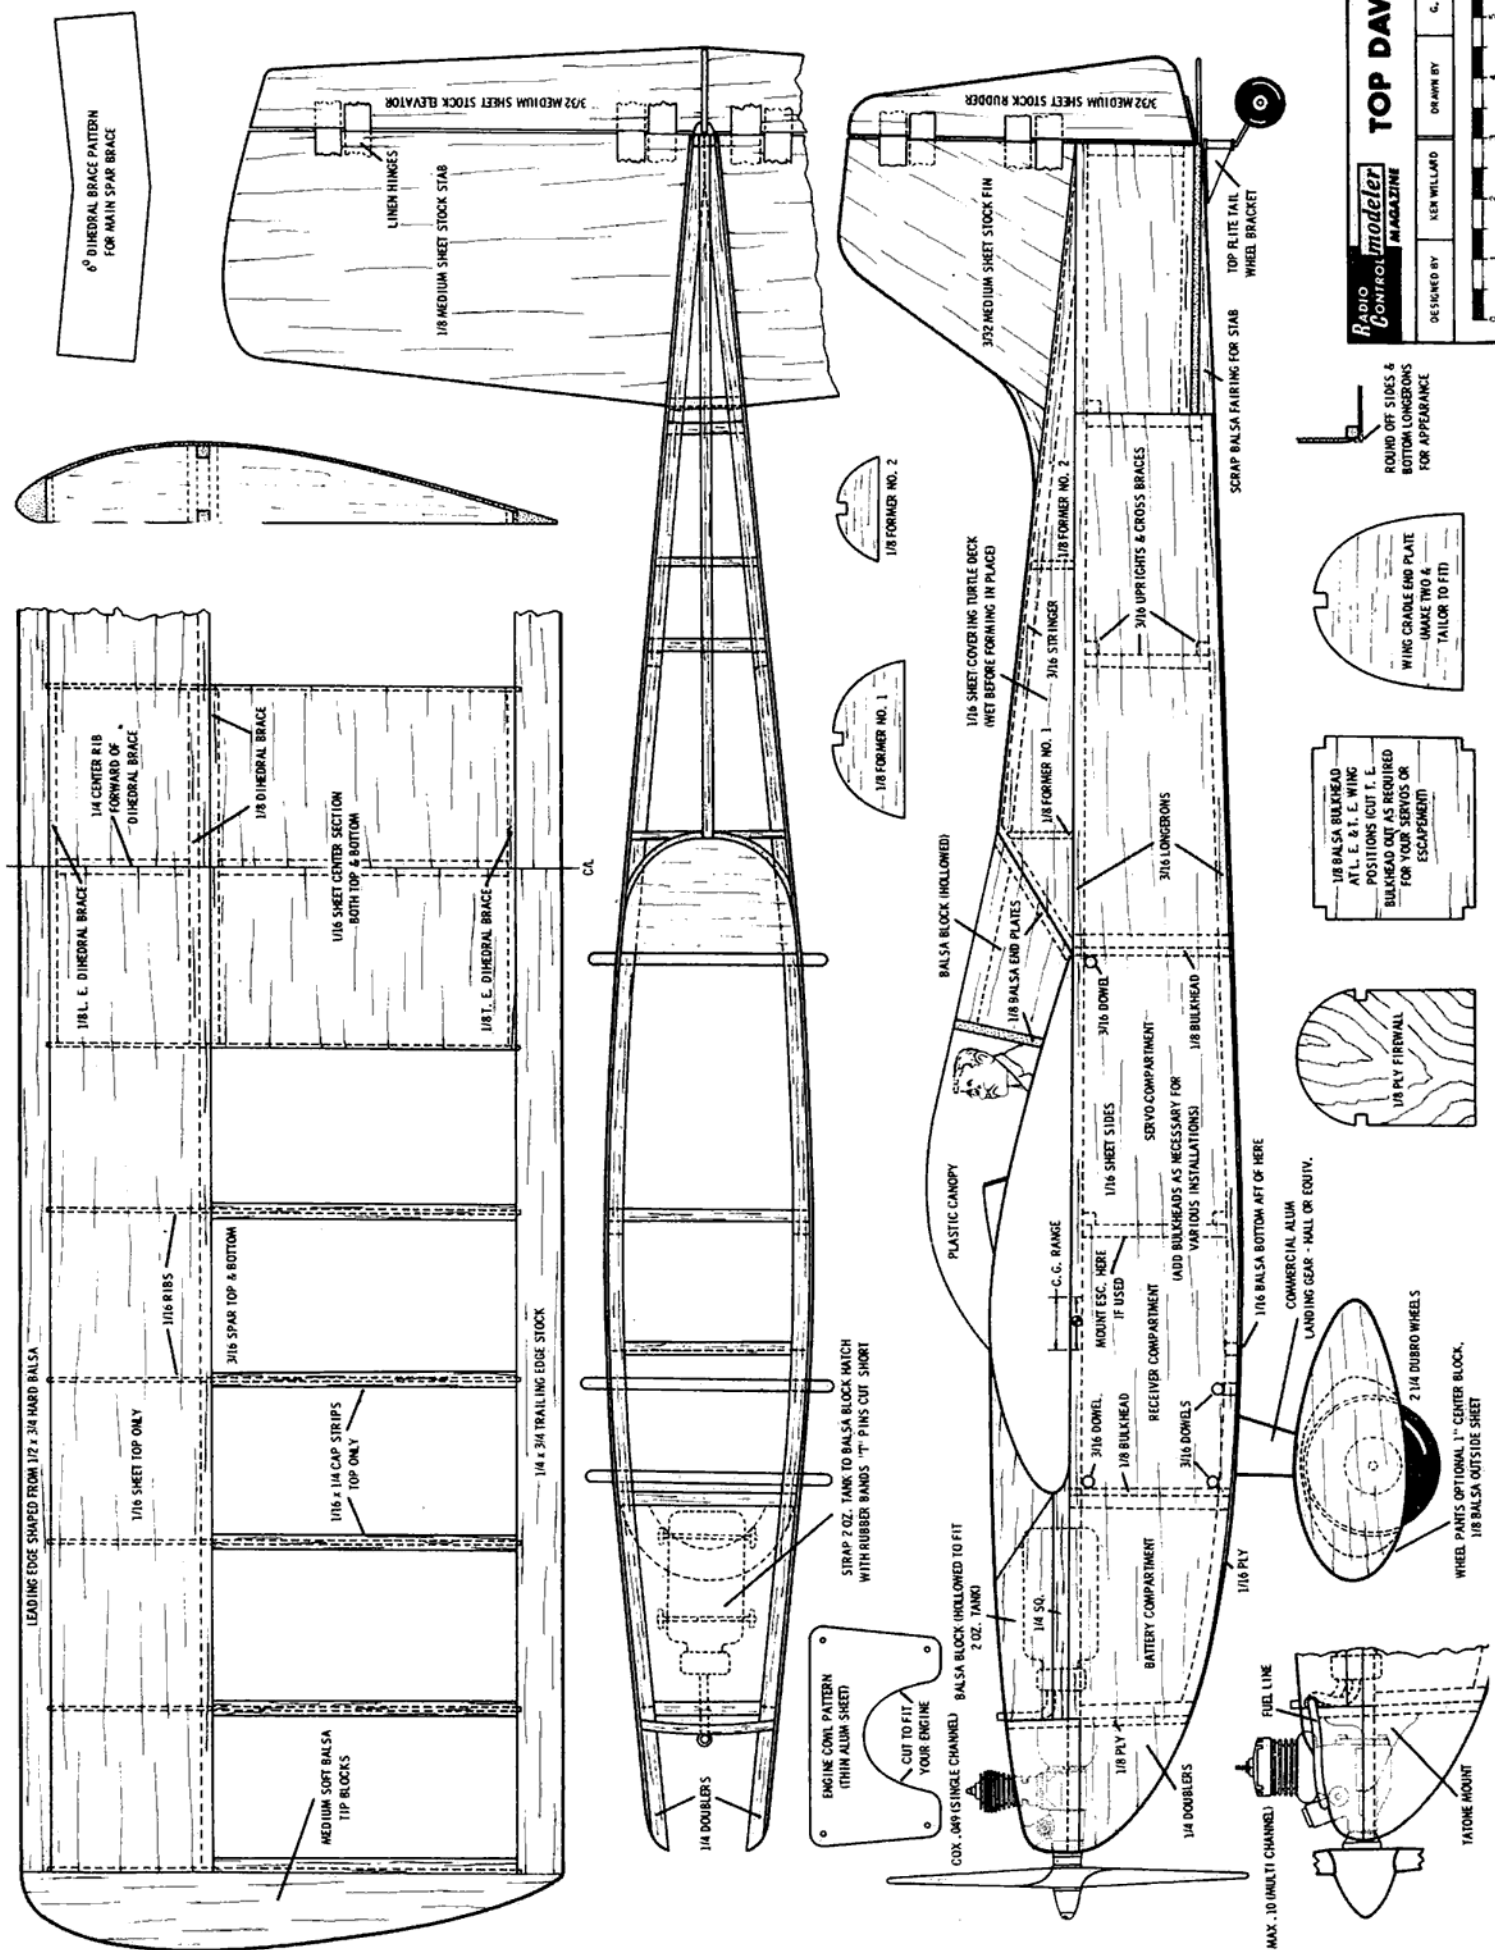 6° DIHEDRAL BRACE PATTERN
FOR MAIN SPAR BRACE
LEADING EDGE SHAPED FROM 1/2 x 3/4 HARD BALSA
1/4 CENTER RIB
FORWARD OF
DIHEDRAL BRACE
1/8 L. E. DIHEDRAL BRACE
1/8 DIHEDRAL BRACE
1/16 SHEET CENTER SECTION
BOTH TOP & BOTTOM
1/8 T. E. DIHEDRAL BRACE
C/L
1/16 RIBS
3/16 SPAR TOP & BOTTOM
1/16 SHEET TOP ONLY
1/16 x 1/4 CAP STRIPS
TOP ONLY
1/4 x 3/4 TRAILING EDGE STOCK
MEDIUM SOFT BALSA
TIP BLOCKS
3/32 MEDIUM SHEET STOCK ELEVATOR
LINEN HINGES
1/8 MEDIUM SHEET STOCK STAB
STRAP 2 OZ. TANK TO BALSA BLOCK HATCH
WITH RUBBER BANDS "T" PINS CUT SHORT
1/4 DOUBLERS
ENGINE COWL PATTERN
(THIN ALUM SHEET)
CUT TO FIT
YOUR ENGINE
1/8 FORMER NO. 1
1/8 FORMER NO. 2
3/32 MEDIUM SHEET STOCK RUDDER
3/32 MEDIUM SHEET STOCK FIN
TOP FLITE TAIL
WHEEL BRACKET
SCRAP BALSA FAIRING FOR STAB
1/16 SHEET COVERING TURTLE DECK
(WET BEFORE FORMING IN PLACE)
3/16 STRINGER
1/8 FORMER NO. 2
1/8 FORMER NO. 1
3/16 UPRIGHTS & CROSS BRACES
3/16 LONGERONS
BALSA BLOCK (HOLLOWED)
1/8 BALSA END PLATES
3/16 DOWEL
1/8 BULKHEAD
PLASTIC CANOPY
1/16 SHEET SIDES
SERVO COMPARTMENT
(ADD BULKHEADS AS NECESSARY FOR
VARIOUS INSTALLATIONS)
C. G. RANGE
MOUNT ESC. HERE
IF USED
RECEIVER COMPARTMENT
1/16 BALSA BOTTOM AFT OF HERE
3/16 DOWEL
1/8 BULKHEAD
3/16 DOWELS
COMMERCIAL ALUM
LANDING GEAR - HALL OR EQUIV.
2 1/4 DUBRO WHEELS
WHEEL PANTS OPTIONAL 1" CENTER BLOCK,
1/8 BALSA OUTSIDE SHEET
1/16 PLY
BALSA BLOCK (HOLLOWED TO FIT
2 OZ. TANK)
1/4 SQ.
BATTERY COMPARTMENT
COX .049 (SINGLE CHANNEL)
1/8 PLY
1/4 DOUBLERS
MAX .10 (MULTI CHANNEL)
FUEL LINE
TATONE MOUNT
1/8 PLY FIREWALL
1/8 BALSA BULKHEAD
AT L. E. & T. E. WING
POSITIONS (CUT T. E.
BULKHEAD OUT AS REQUIRED
FOR YOUR SERVOS OR
ESCAPEMENT)
WING CRADLE END PLATE
(MAKE TWO &
TAILOR TO FIT)
ROUND OFF SIDES &
BOTTOM LONGERONS
FOR APPEARANCE
RADIO
CONTROL modeler
MAGAZINE
TOP DAW
DESIGNED BY
KEN WILLARD
DRAWN BY
G.
0 1 2 3 4 5